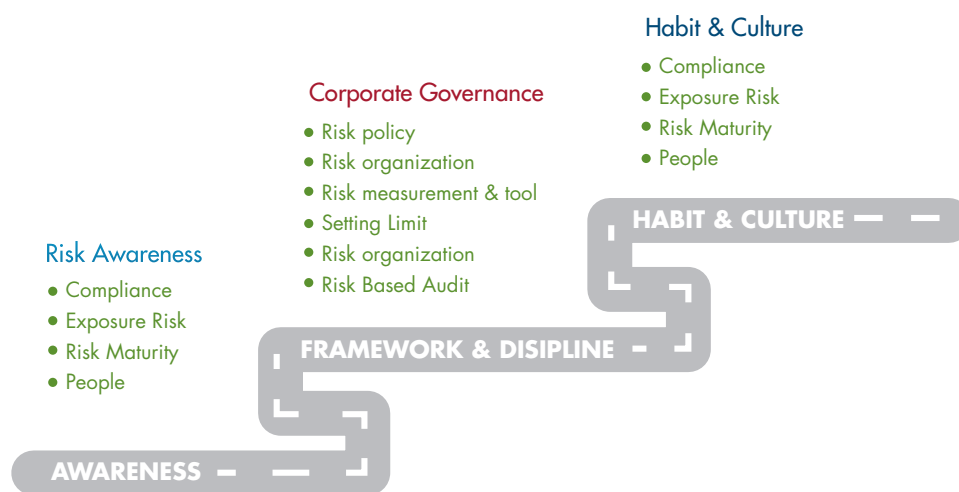 Habit & Culture
Compliance
Exposure Risk
Risk Maturity
People
Corporate Governance
Risk policy
Risk organization
Risk measurement & tool
Setting Limit
Risk organization
Risk Based Audit
HABIT & CULTURE
Risk Awareness
Compliance
Exposure Risk
Risk Maturity
People
FRAMEWORK & DISIPLINE
AWARENESS